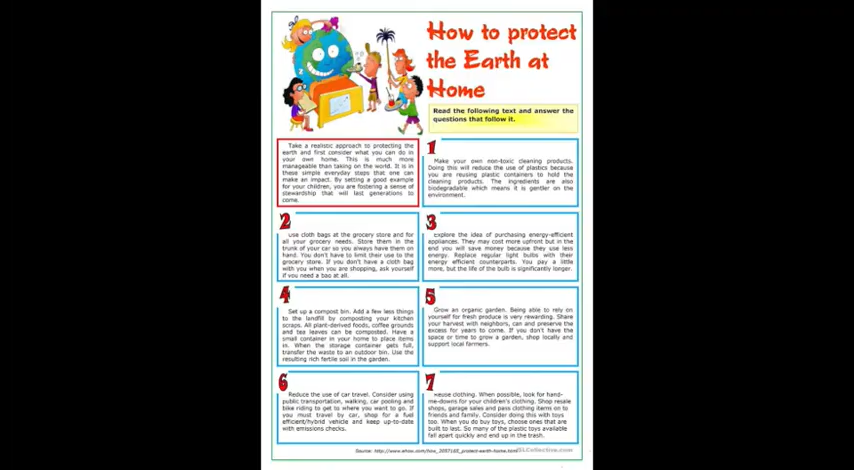 How to protect
the Earth at
Home
Read the following text and answer the
questions that follow it.
Take a realistic approach to protecting the
earth and first consider what you can do in
your own home. This is much more
manageable than taking on the world. It is in
these simple everyday steps that one can
make an impact. By setting a good example
for your children, you are fostering a sense of
stewardship that will last generations to
come.
1
Make your own non-toxic cleaning products.
Doing this will reduce the use of plastics because
you are reusing plastic containers to hold the
cleaning products. The ingredients are also
biodegradable which means it is gentler on the
environment.
2
Use cloth bags at the grocery store and for
all your grocery needs. Store them in the
trunk of your car so you always have them on
hand. You don't have to limit their use to the
grocery store. If you don't have a cloth bag
with you when you are shopping, ask yourself
if you need a bag at all.
3
Explore the idea of purchasing energy-efficient
appliances. They may cost more upfront but in the
end you will save money because they use less
energy. Replace regular light bulbs with their
energy efficient counterparts. You pay a little
more, but the life of the bulb is significantly longer.
4
Set up a compost bin. Add a few less things
to the landfill by composting your kitchen
scraps. All plant-derived foods, coffee grounds
and tea leaves can be composted. Have a
small container in your home to place items
in. When the storage container gets full,
transfer the waste to an outdoor bin. Use the
resulting rich fertile soil in the garden.
5
Grow an organic garden. Being able to rely on
yourself for fresh produce is very rewarding. Share
your harvest with neighbors, can and preserve the
excess for years to come. If you don't have the
space or time to grow a garden, shop locally and
support local farmers.
6
Reduce the use of car travel. Consider using
public transportation, walking, car pooling and
bike riding to get to where you want to go. If
you must travel by car, shop for a fuel
efficient/hybrid vehicle and keep up-to-date
with emissions checks.
7
Reuse clothing. When possible, look for hand-
me-downs for your children's clothing. Shop resale
shops, garage sales and pass clothing items on to
friends and family. Consider doing this with toys
too. When you do buy toys, choose ones that are
built to last. So many of the plastic toys available
fall apart quickly and end up in the trash.
Source: http://www.ehow.com/how_2097165_protect-earth-home.html